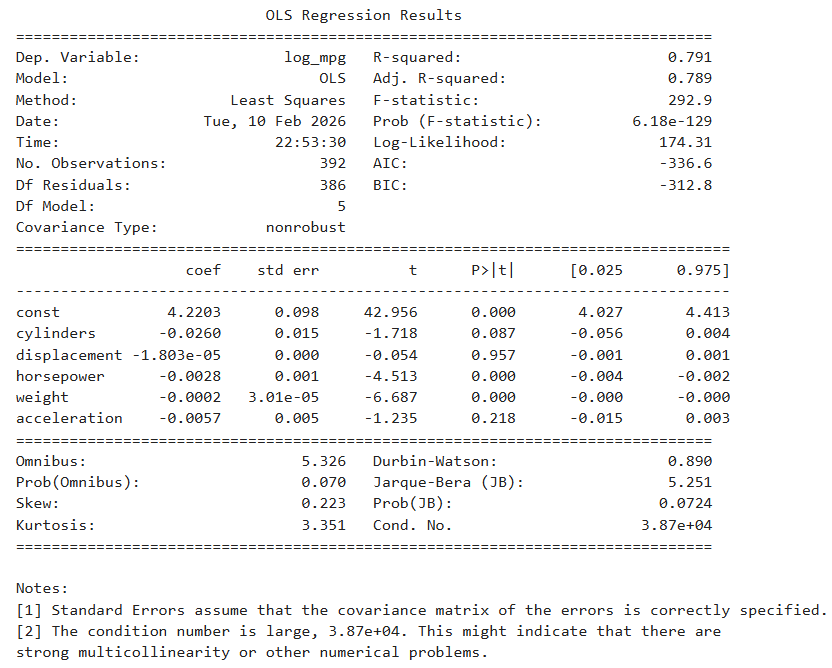 OLS Regression Results
==============================================================================
Dep. Variable: log_mpg R-squared: 0.791
Model: OLS Adj. R-squared: 0.789
Method: Least Squares F-statistic: 292.9
Date: Tue, 10 Feb 2026 Prob (F-statistic): 6.18e-129
Time: 22:53:30 Log-Likelihood: 174.31
No. Observations: 392 AIC: -336.6
Df Residuals: 386 BIC: -312.8
Df Model: 5
Covariance Type: nonrobust
================================================================================
coef std err t P>|t| [0.025 0.975]
--------------------------------------------------------------------------------
const 4.2203 0.098 42.956 0.000 4.027 4.413
cylinders -0.0260 0.015 -1.718 0.087 -0.056 0.004
displacement -1.803e-05 0.000 -0.054 0.957 -0.001 0.001
horsepower -0.0028 0.001 -4.513 0.000 -0.004 -0.002
weight -0.0002 3.01e-05 -6.687 0.000 -0.000 -0.000
acceleration -0.0057 0.005 -1.235 0.218 -0.015 0.003
==============================================================================
Omnibus: 5.326 Durbin-Watson: 0.890
Prob(Omnibus): 0.070 Jarque-Bera (JB): 5.251
Skew: 0.223 Prob(JB): 0.0724
Kurtosis: 3.351 Cond. No. 3.87e+04
==============================================================================
Notes:
[1] Standard Errors assume that the covariance matrix of the errors is correctly specified.
[2] The condition number is large, 3.87e+04. This might indicate that there are
strong multicollinearity or other numerical problems.